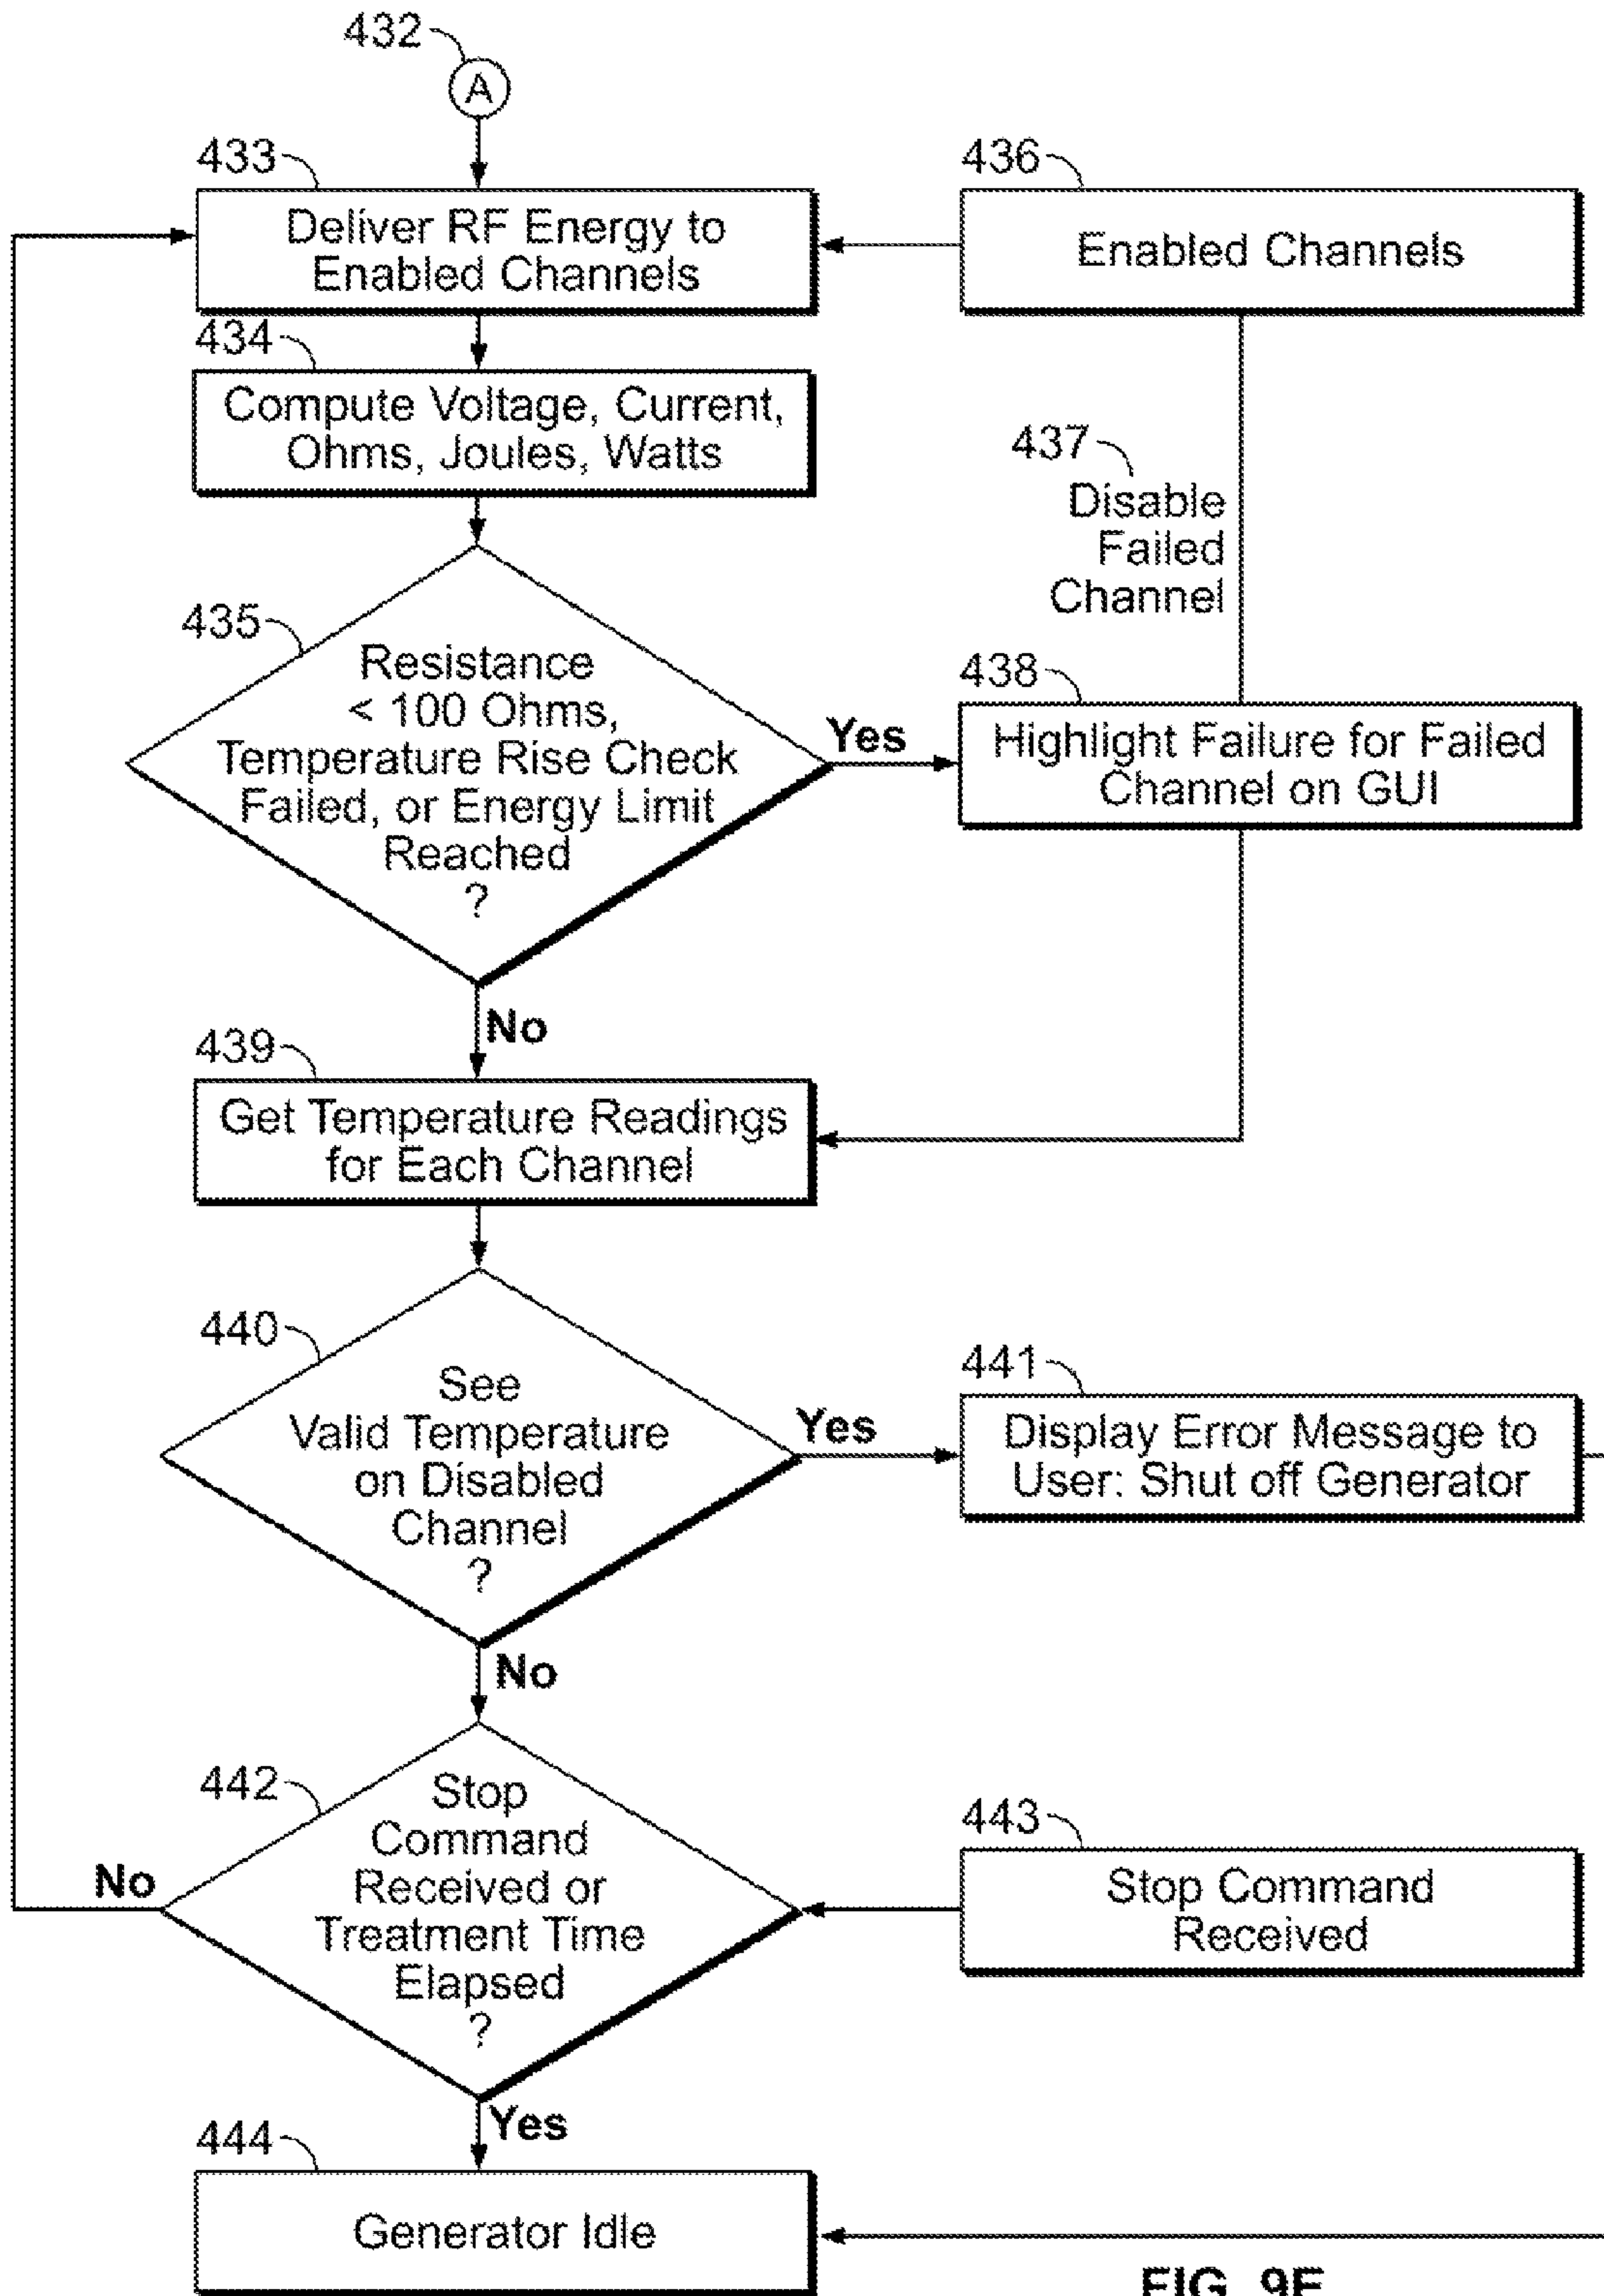 432
A
433
Deliver RF Energy to
Enabled Channels
436
Enabled Channels
434
Compute Voltage, Current,
Ohms, Joules, Watts
437
Disable
Failed
Channel
435
Resistance
< 100 Ohms,
Temperature Rise Check
Failed, or Energy Limit
Reached
?
Yes
438
Highlight Failure for Failed
Channel on GUI
No
439
Get Temperature Readings
for Each Channel
440
See
Valid Temperature
on Disabled
Channel
?
Yes
441
Display Error Message to
User: Shut off Generator
No
442
Stop
Command
Received or
Treatment Time
Elapsed
?
No
443
Stop Command
Received
Yes
444
Generator Idle